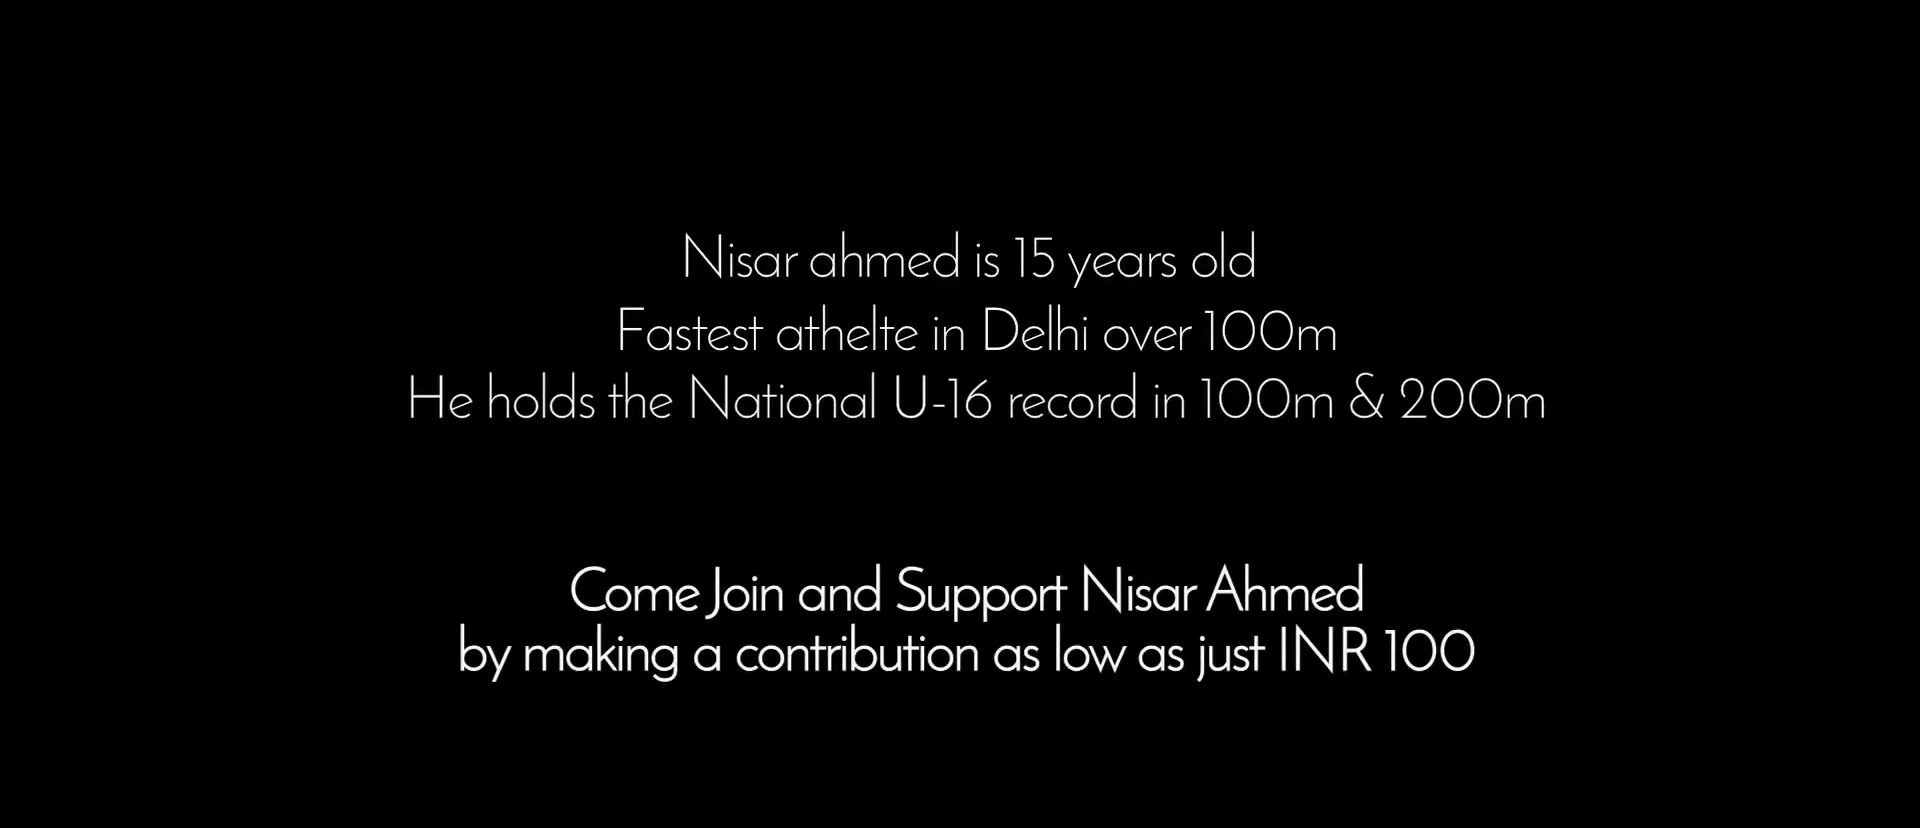 Nisar ahmed is 15 years old
Fastest athelte in Delhi over 100m
He holds the National U-16 record in 100m & 200m
Come Join and Support Nisar Ahmed
by making a contribution as low as just INR 100